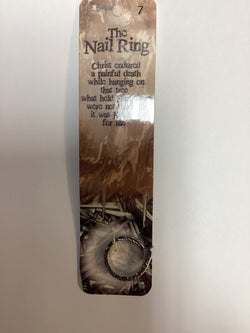 7
The
Nail Ring
Christ endured
a painful death
while hanging on
that tree
what held
were not
it was
for me